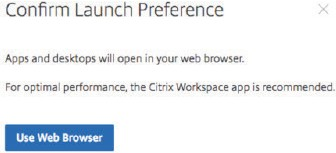 Confirm Launch Preference
Apps and desktops will open in your web browser.
For optimal performance, the Citrix Workspace app is recommended.
Use Web Browser